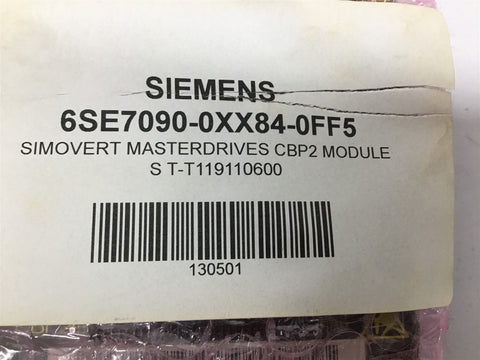 SIEMENS
6SE7090-0XX84-0FF5
SIMOVERT MASTERDRIVES CBP2 MODULE
S T-T119110600
130501